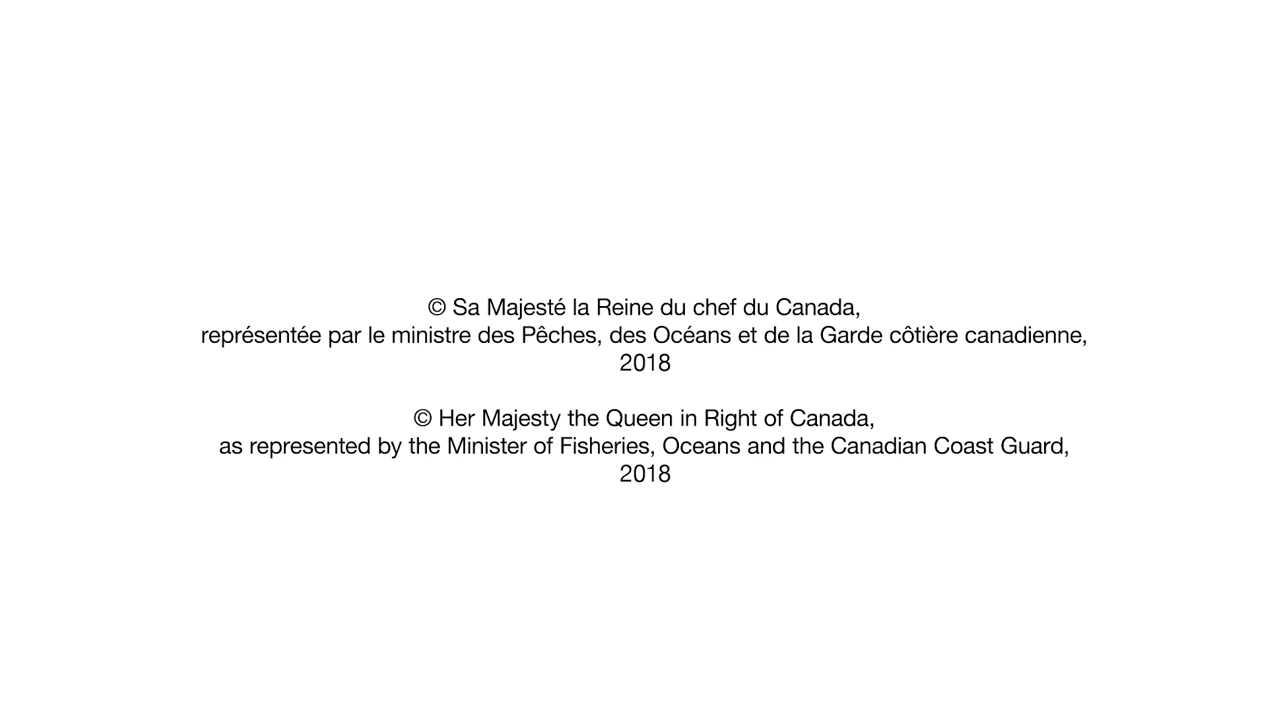 © Sa Majesté la Reine du chef du Canada,
représentée par le ministre des Pêches, des Océans et de la Garde côtière canadienne,
2018
© Her Majesty the Queen in Right of Canada,
as represented by the Minister of Fisheries, Oceans and the Canadian Coast Guard,
2018